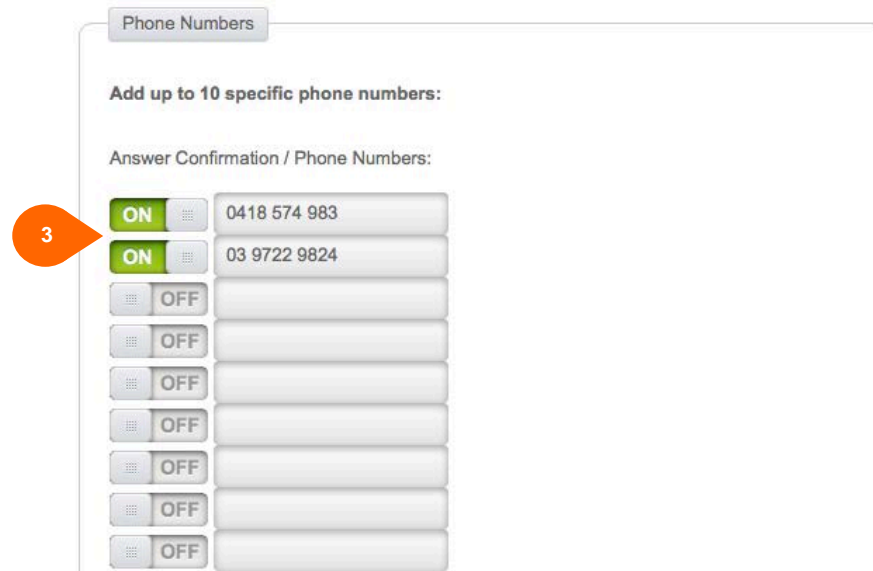 Phone Numbers
Add up to 10 specific phone numbers:
Answer Confirmation / Phone Numbers:
ON 0418 574 983
3
ON 03 9722 9824
OFF
OFF
OFF
OFF
OFF
OFF
OFF